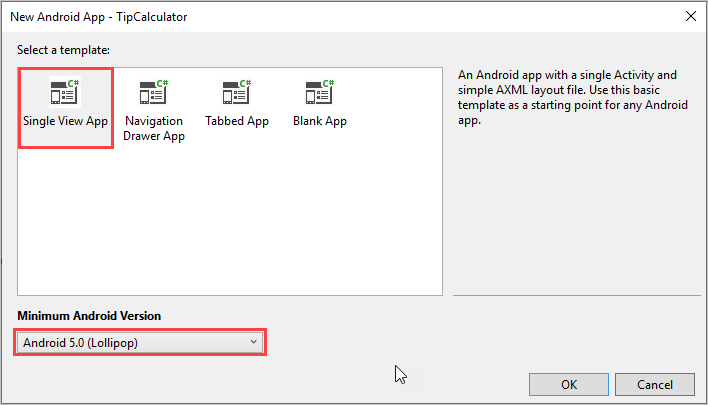 New Android App - TipCalculator
Select a template:
C# C# C# C#
Single View App
Navigation
Drawer App
Tabbed App
Blank App
An Android app with a single Activity and
simple AXML layout file. Use this basic
template as a starting point for any Android
app.
Minimum Android Version
Android 5.0 (Lollipop)
OK
Cancel